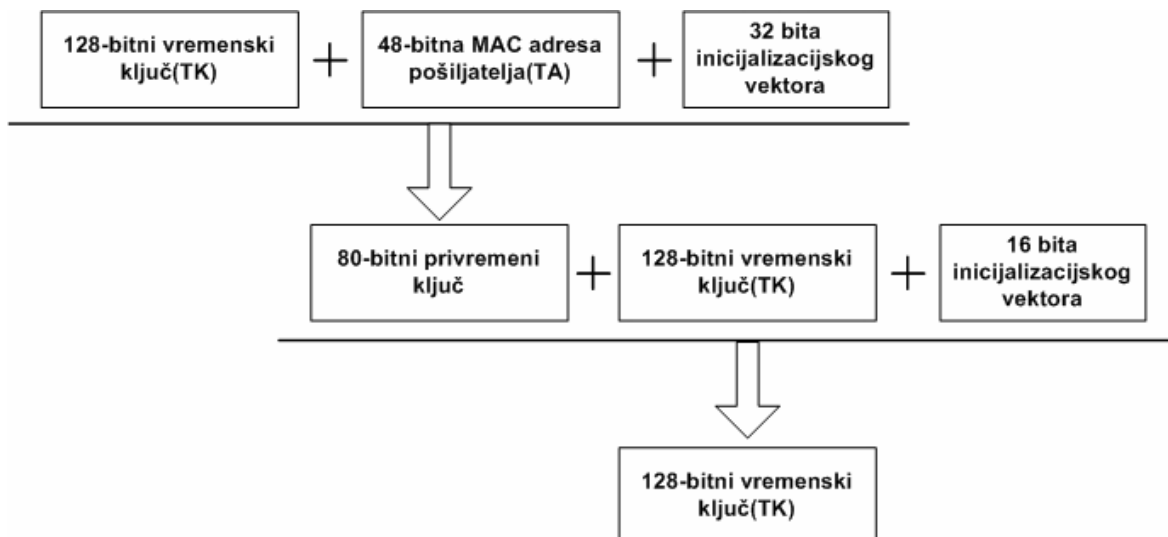 128-bitni vremenski
ključ(TK)
+
48-bitna MAC adresa
pošiljatelja(TA)
+
32 bita
inicijalizacijskog
vektora
80-bitni privremeni
ključ
+
128-bitni vremenski
ključ(TK)
+
16 bita
inicijalizacijskog
vektora
128-bitni vremenski
ključ(TK)